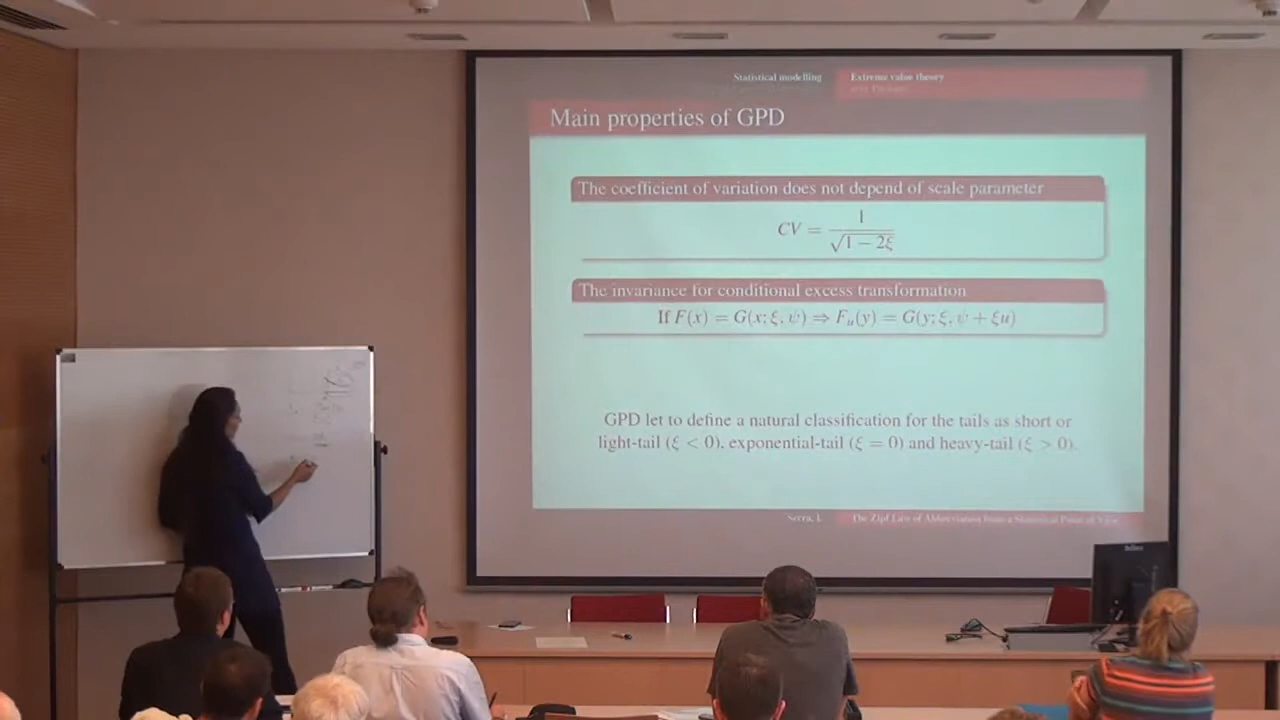 Statistical modelling Extreme value theory
Main properties of GPD
The coefficient of variation does not depend of scale parameter
CV = 1 / √(1 − 2ξ)
The invariance for conditional excess transformation
If F(x) = G(x; ξ, ψ) ⇒ F_u(y) = G(y; ξ, ψ + ξu)
GPD let to define a natural classification for the tails as short or
light-tail (ξ < 0), exponential-tail (ξ = 0) and heavy-tail (ξ > 0).
Serra, I. The Zipf Law of Abbreviation from a Statistical Point of View